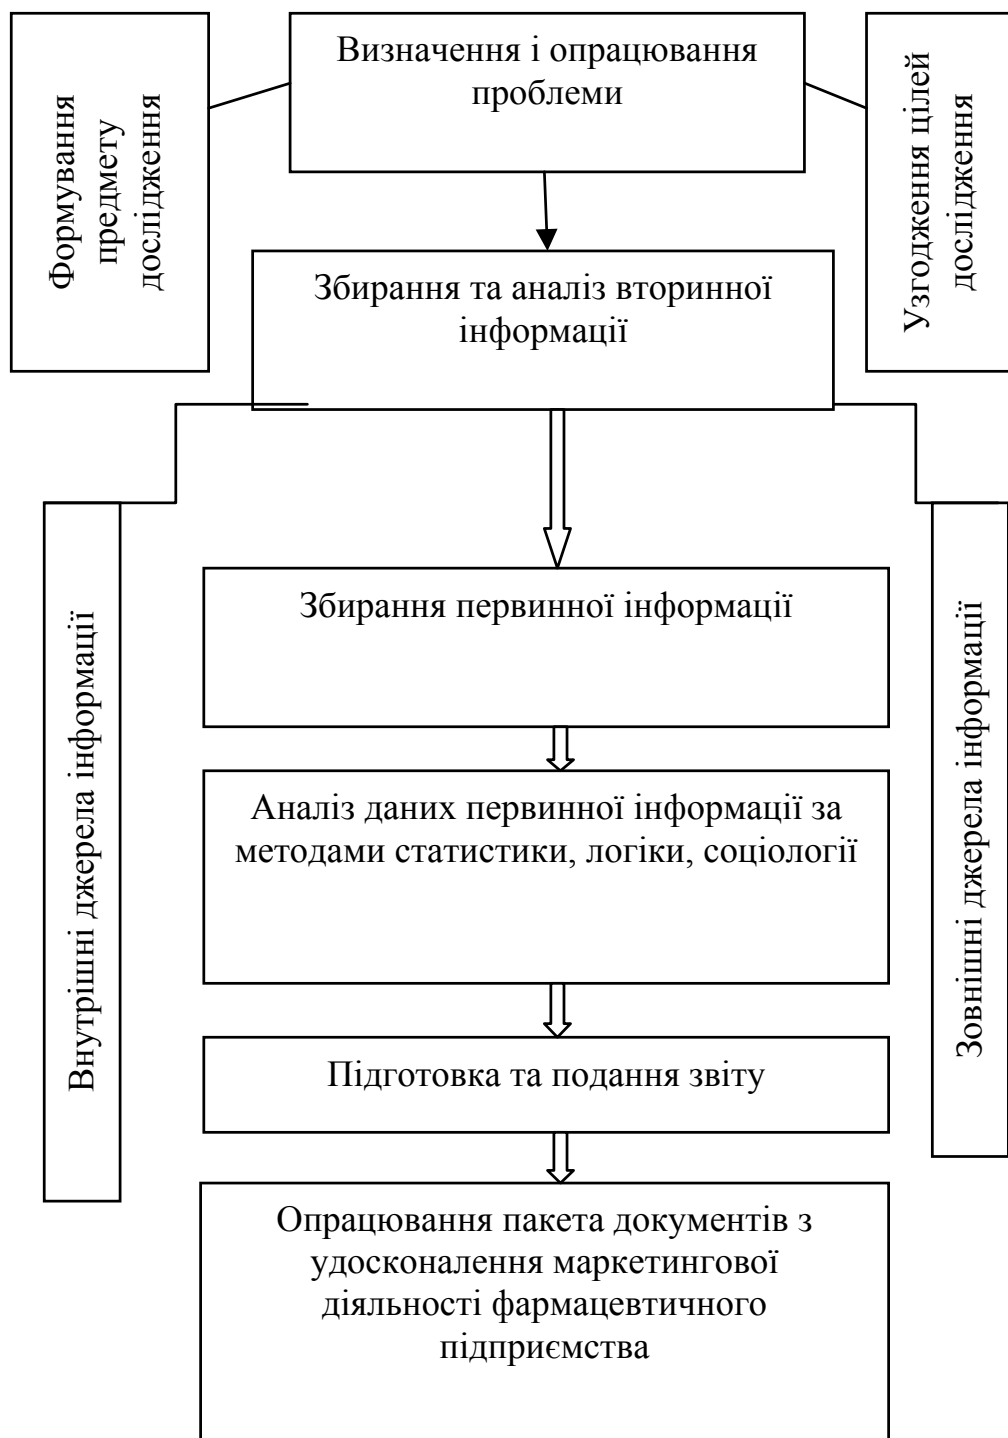 Визначення і опрацювання
проблеми
Формування
предмету
дослідження
Узгодження цілей
дослідження
Збирання та аналіз вторинної
інформації
Внутрішні джерела інформації
Зовнішні джерела інформації
Збирання первинної інформації
Аналіз даних первинної інформації за
методами статистики, логіки, соціології
Підготовка та подання звіту
Опрацювання пакета документів з
удосконалення маркетингової
діяльності фармацевтичного
підприємства